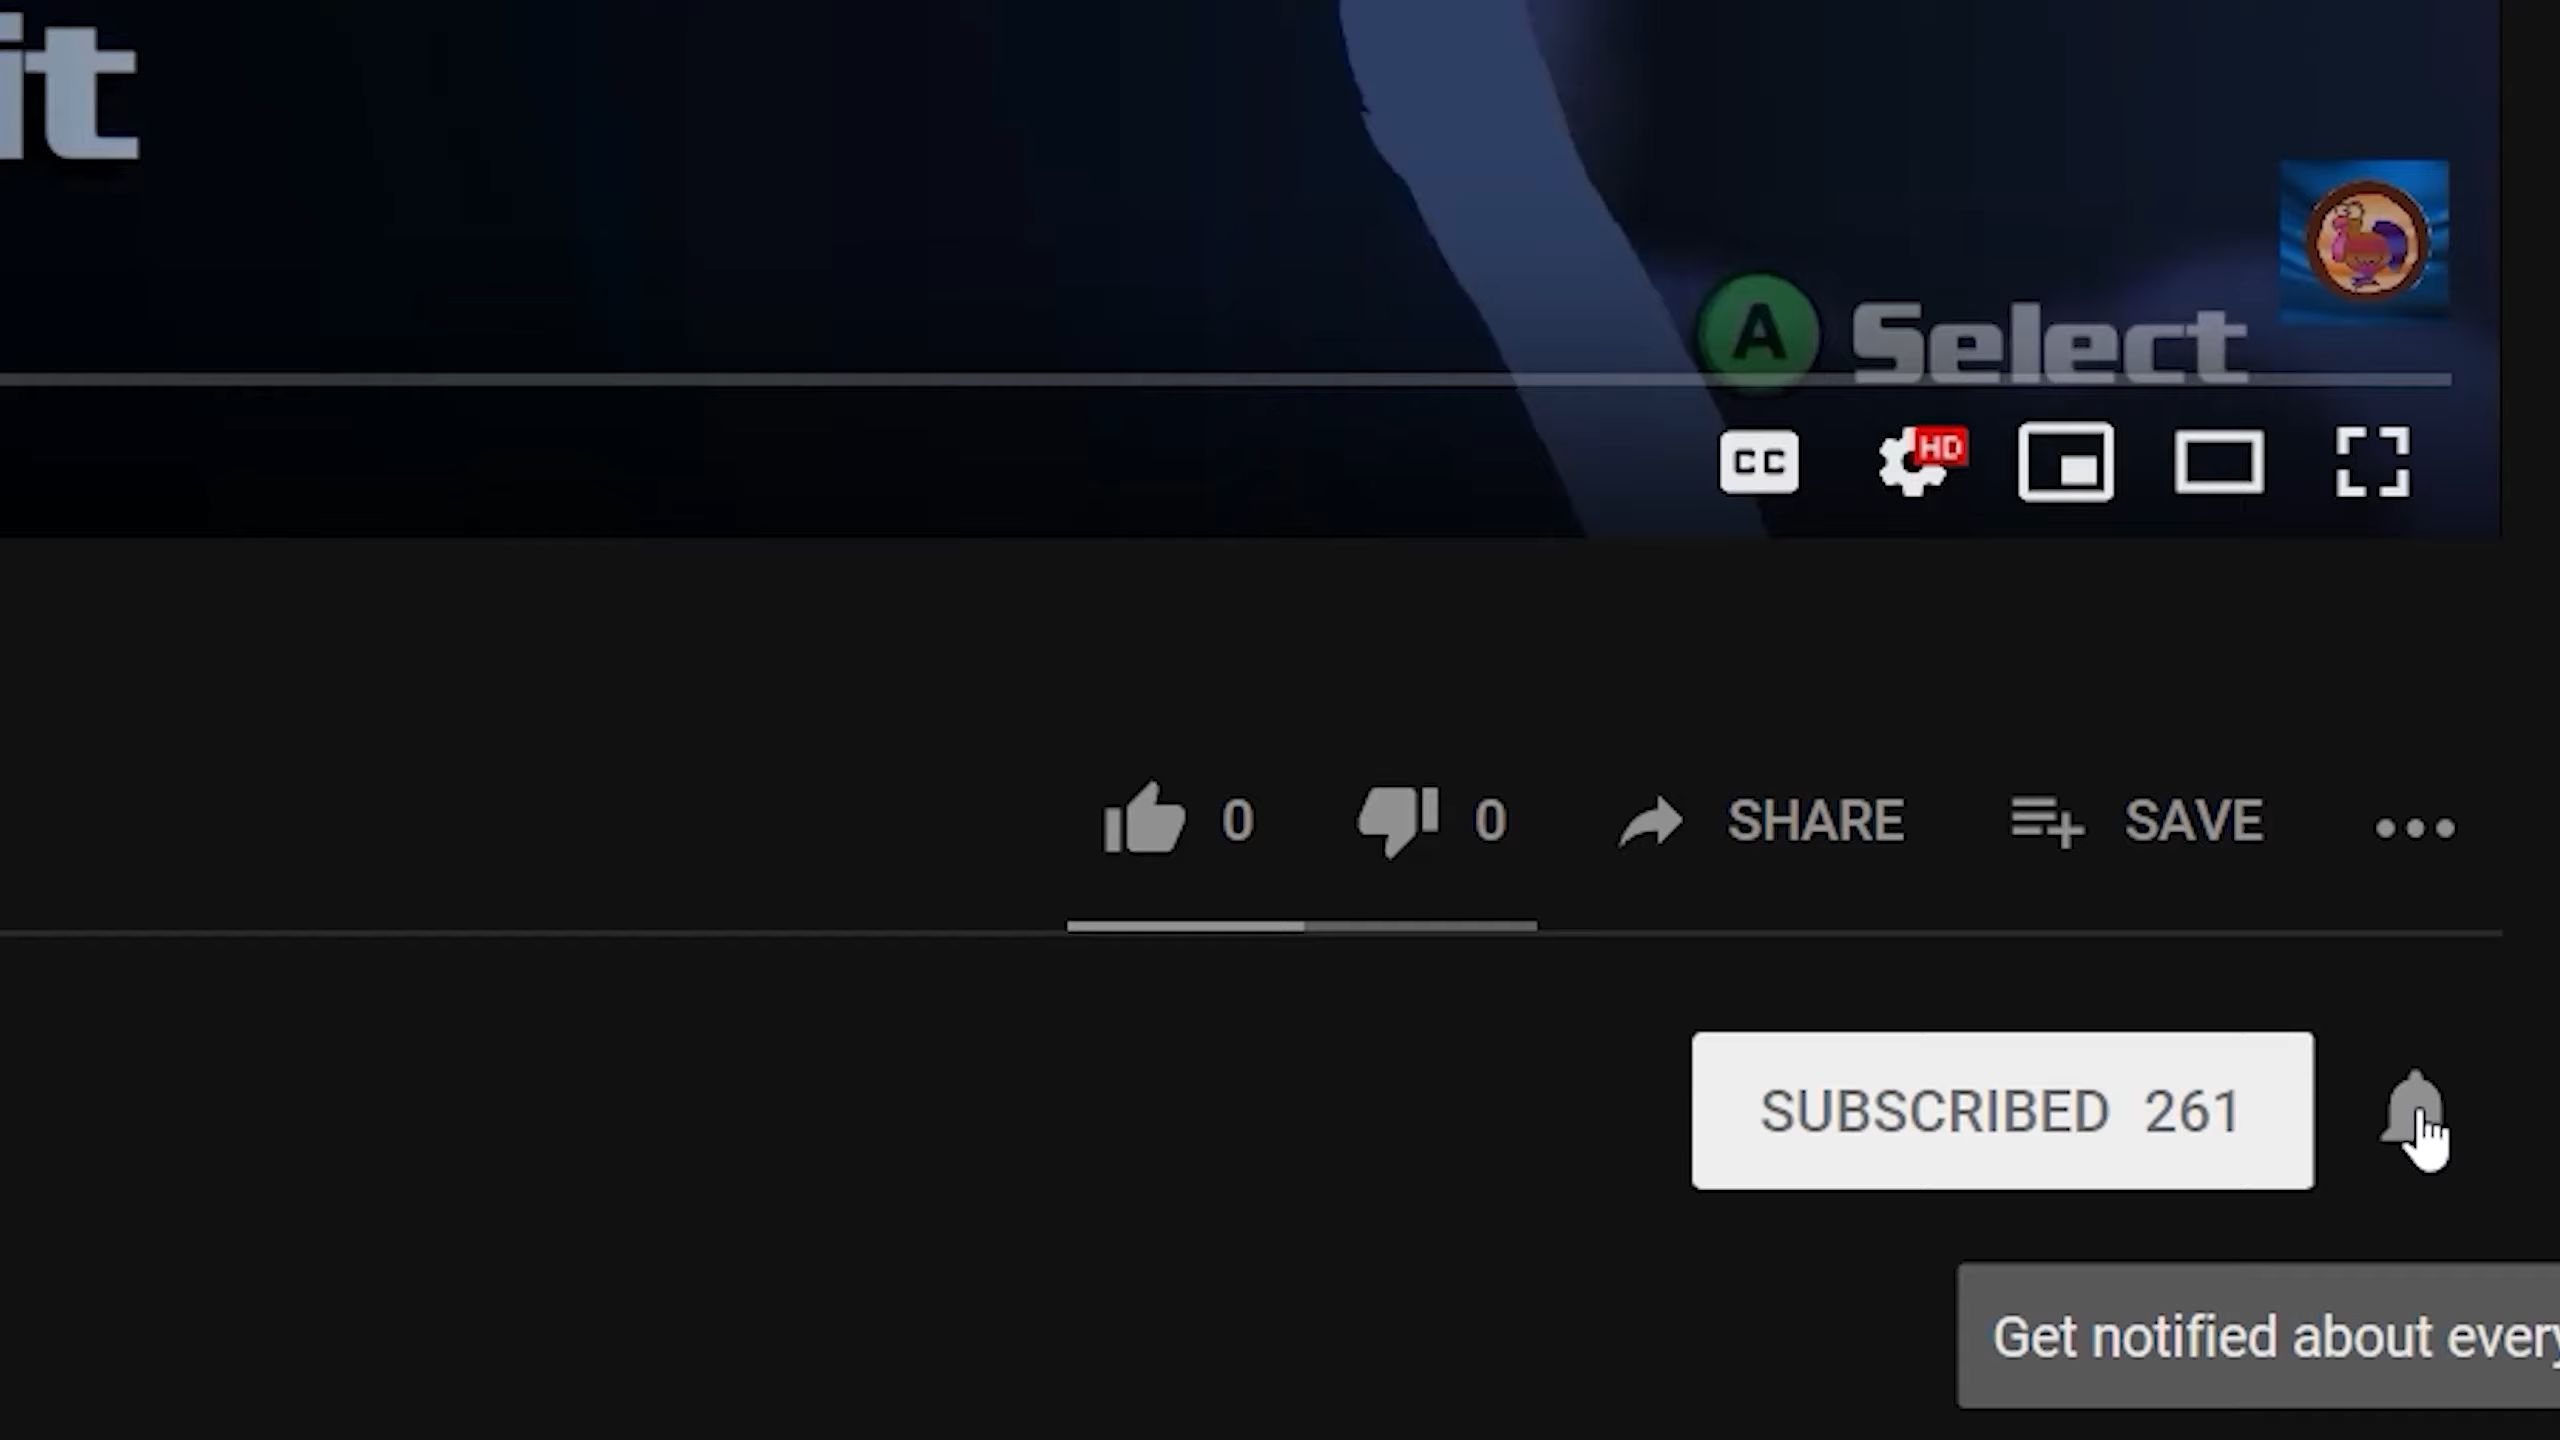 it
A Select
CC HD
0 0 SHARE SAVE
SUBSCRIBED 261
Get notified about every